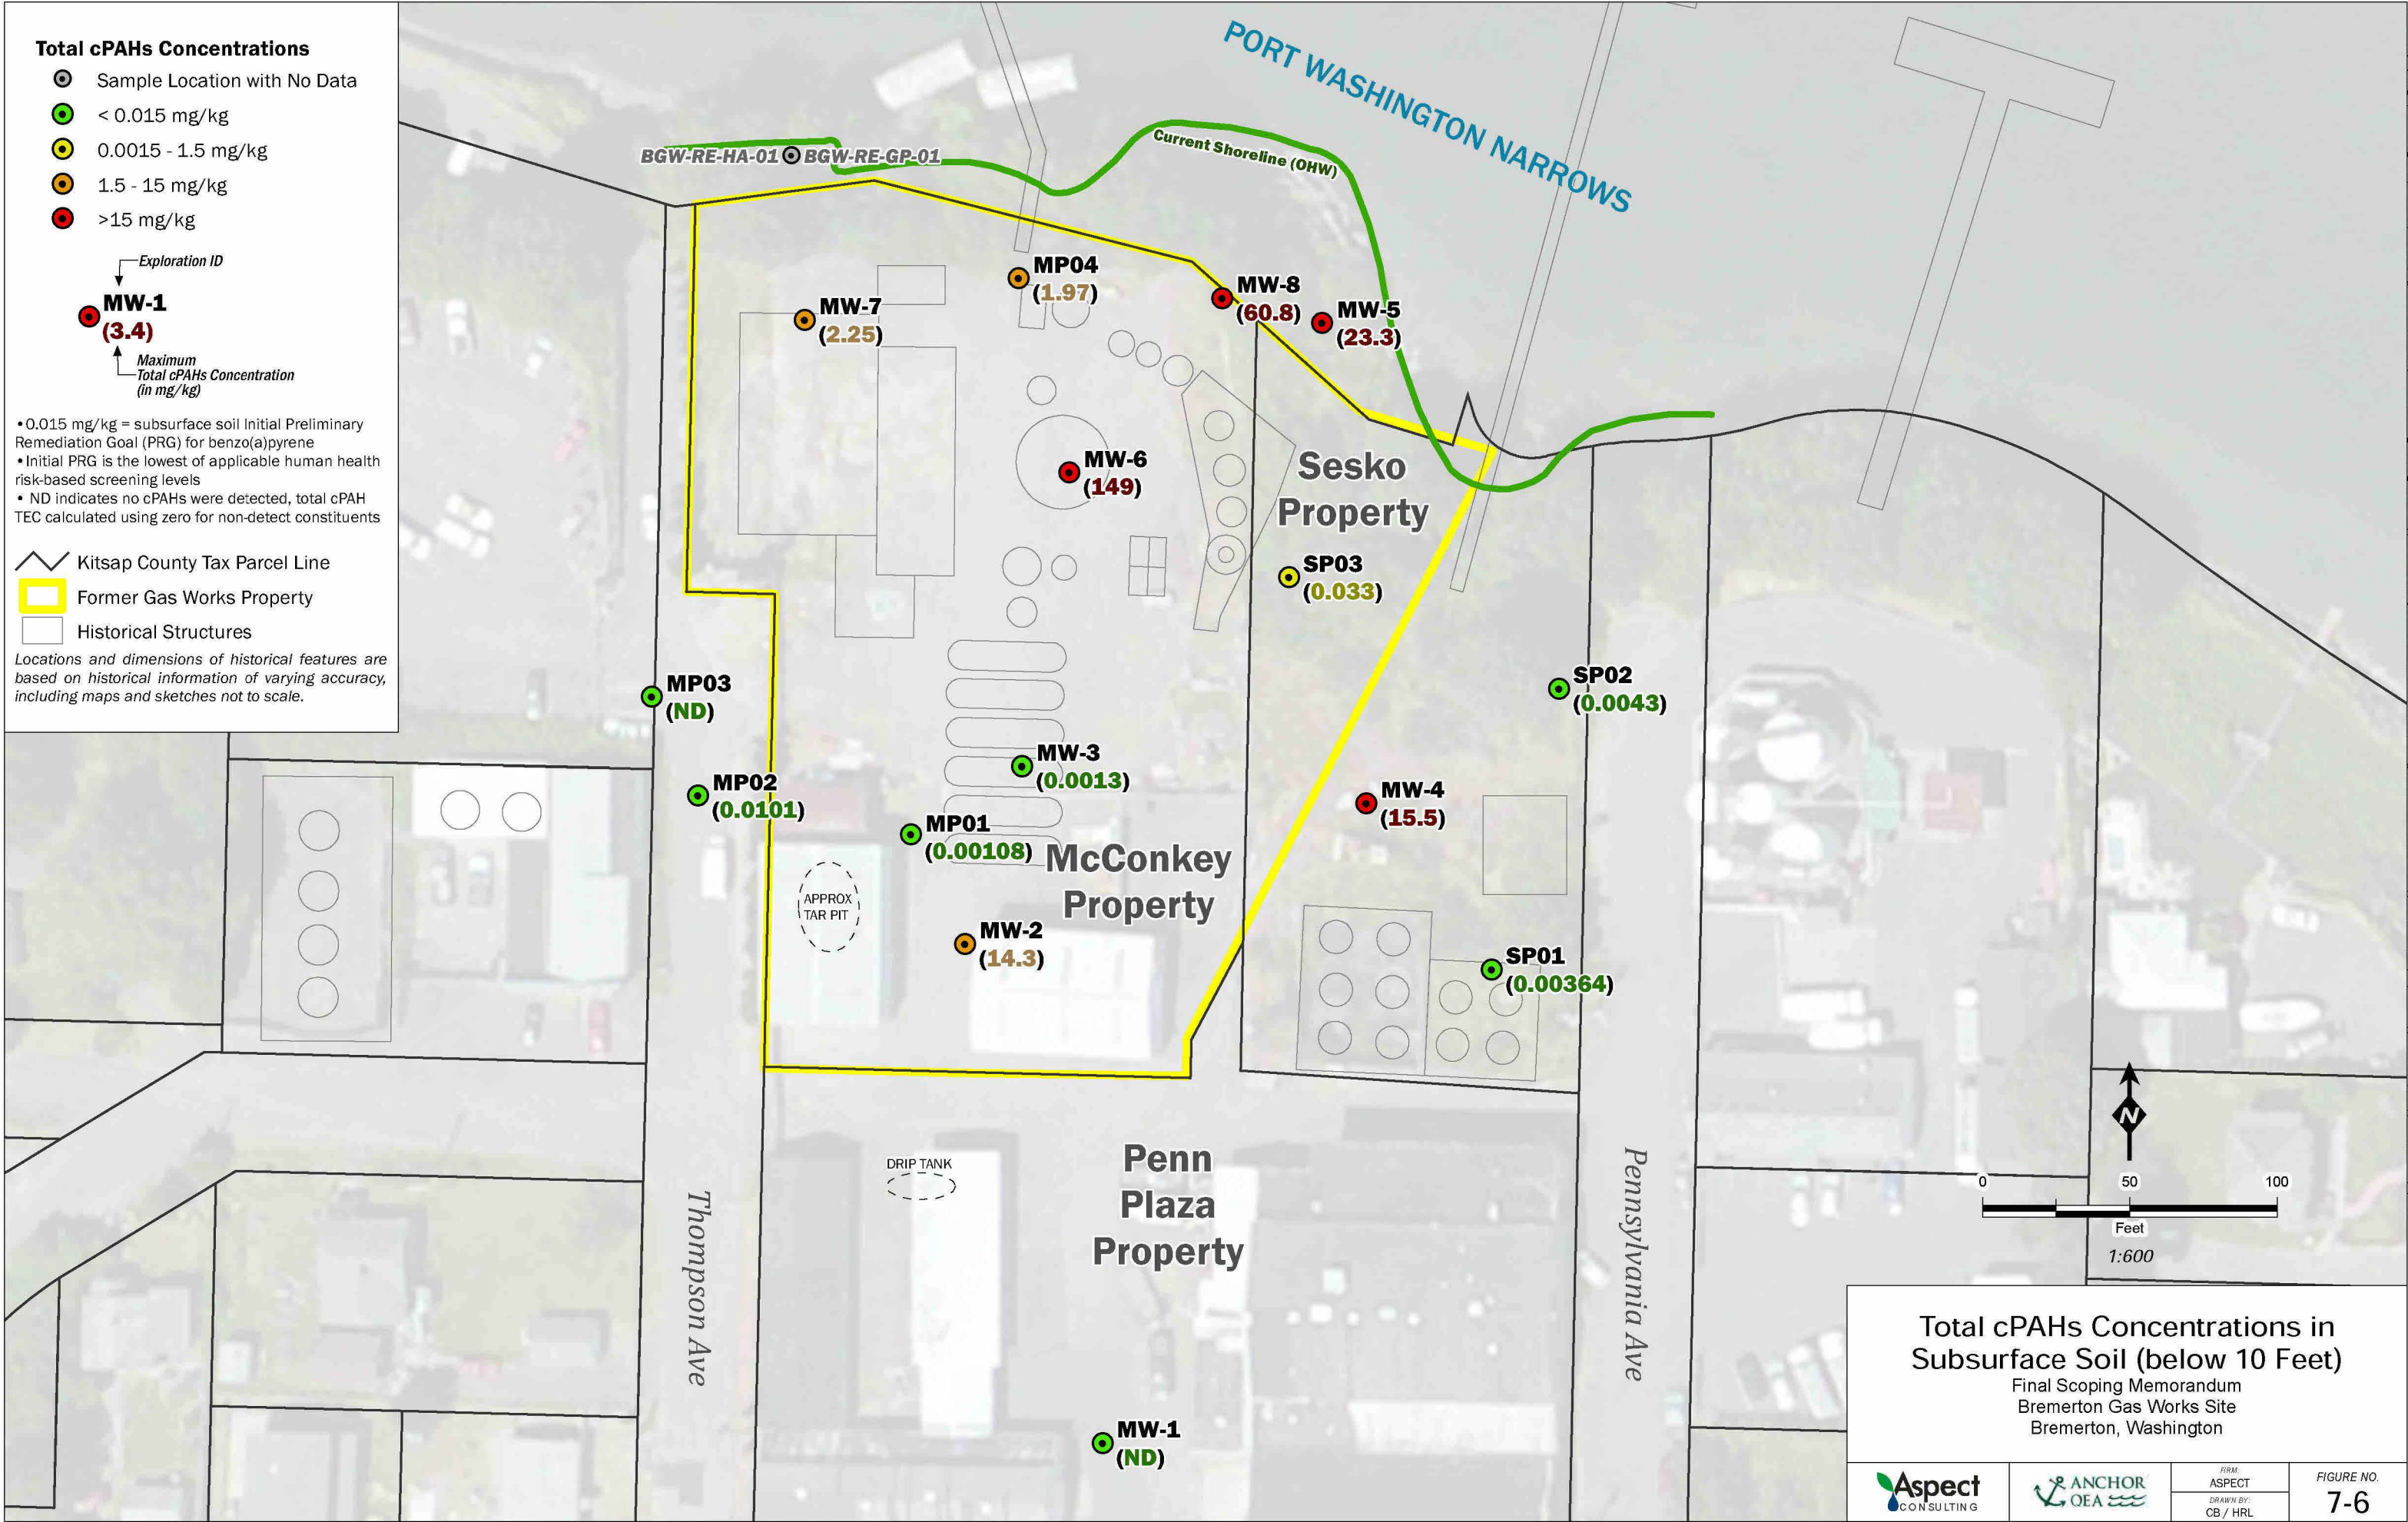 Total cPAHs Concentrations
Sample Location with No Data
< 0.015 mg/kg
0.0015 - 1.5 mg/kg
1.5 - 15 mg/kg
>15 mg/kg
Exploration ID
MW-1
(3.4)
Maximum
Total cPAHs Concentration
(in mg/kg)
•0.015 mg/kg = subsurface soil Initial Preliminary
Remediation Goal (PRG) for benzo(a)pyrene
•Initial PRG is the lowest of applicable human health
risk-based screening levels
• ND indicates no cPAHs were detected, total cPAH
TEC calculated using zero for non-detect constituents
Kitsap County Tax Parcel Line
Former Gas Works Property
Historical Structures
Locations and dimensions of historical features are
based on historical information of varying accuracy,
including maps and sketches not to scale.
PORT WASHINGTON NARROWS
Current Shoreline (OHW)
BGW-RE-HA-01 BGW-RE-GP-01
MP04
(1.97)
MW-8
(60.8)
MW-7
(2.25)
MW-5
(23.3)
MW-6
(149)
Sesko
Property
SP03
(0.033)
MP03
(ND)
SP02
(0.0043)
MW-3
(0.0013)
MP02
(0.0101)
MW-4
(15.5)
MP01
(0.00108)
McConkey
Property
APPROX
TAR PIT
MW-2
(14.3)
SP01
(0.00364)
DRIP TANK
Penn
Plaza
Property
Thompson Ave
Pennsylvania Ave
MW-1
(ND)
N
0 50 100
Feet
1:600
Total cPAHs Concentrations in
Subsurface Soil (below 10 Feet)
Final Scoping Memorandum
Bremerton Gas Works Site
Bremerton, Washington
Aspect
CONSULTING
ANCHOR
QEA
FIRM:
ASPECT
DRAWN BY:
CB / HRL
FIGURE NO.
7-6